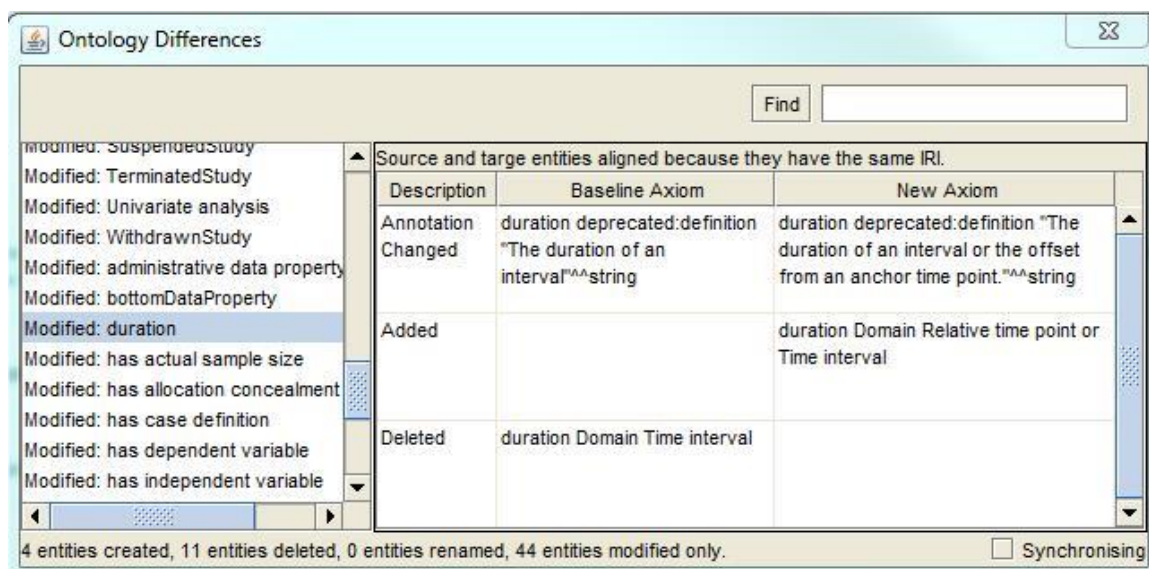 Ontology Differences
Find
Modified: SuspendedStudy
Modified: TerminatedStudy
Modified: Univariate analysis
Modified: WithdrawnStudy
Modified: administrative data property
Modified: bottomDataProperty
Modified: duration
Modified: has actual sample size
Modified: has allocation concealment
Modified: has case definition
Modified: has dependent variable
Modified: has independent variable
Source and targe entities aligned because they have the same IRI.
Description Baseline Axiom New Axiom
Annotation duration deprecated:definition duration deprecated:definition "The
Changed "The duration of an duration of an interval or the offset
interval"^^string from an anchor time point."^^string
Added duration Domain Relative time point or
Time interval
Deleted duration Domain Time interval
4 entities created, 11 entities deleted, 0 entities renamed, 44 entities modified only.
Synchronising